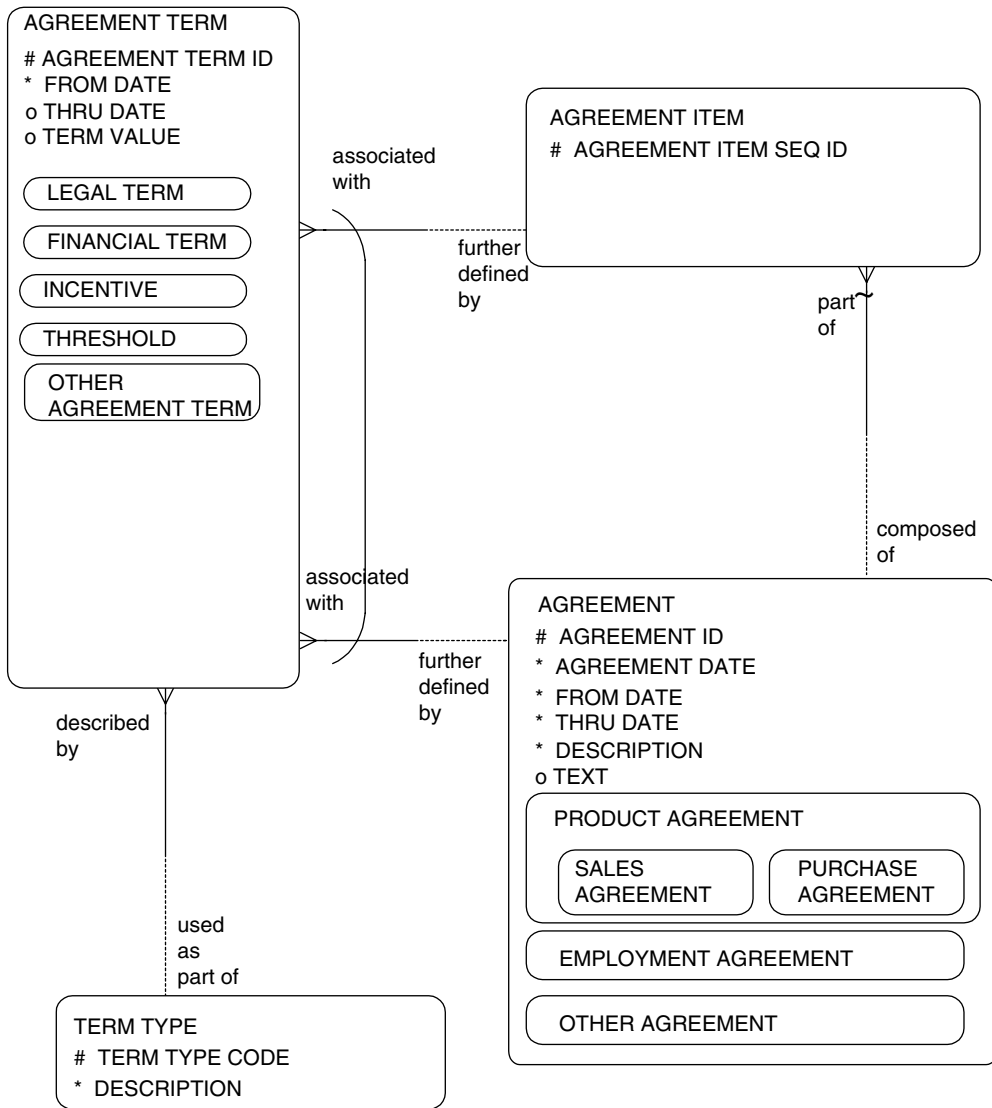 AGREEMENT TERM
# AGREEMENT TERM ID
* FROM DATE
o THRU DATE
o TERM VALUE
LEGAL TERM
FINANCIAL TERM
INCENTIVE
THRESHOLD
OTHER
AGREEMENT TERM
associated
with
further
defined
by
AGREEMENT ITEM
# AGREEMENT ITEM SEQ ID
part
of
composed
of
associated
with
further
defined
by
AGREEMENT
# AGREEMENT ID
* AGREEMENT DATE
* FROM DATE
* THRU DATE
* DESCRIPTION
o TEXT
PRODUCT AGREEMENT
SALES
AGREEMENT
PURCHASE
AGREEMENT
EMPLOYMENT AGREEMENT
OTHER AGREEMENT
described
by
used
as
part of
TERM TYPE
# TERM TYPE CODE
* DESCRIPTION